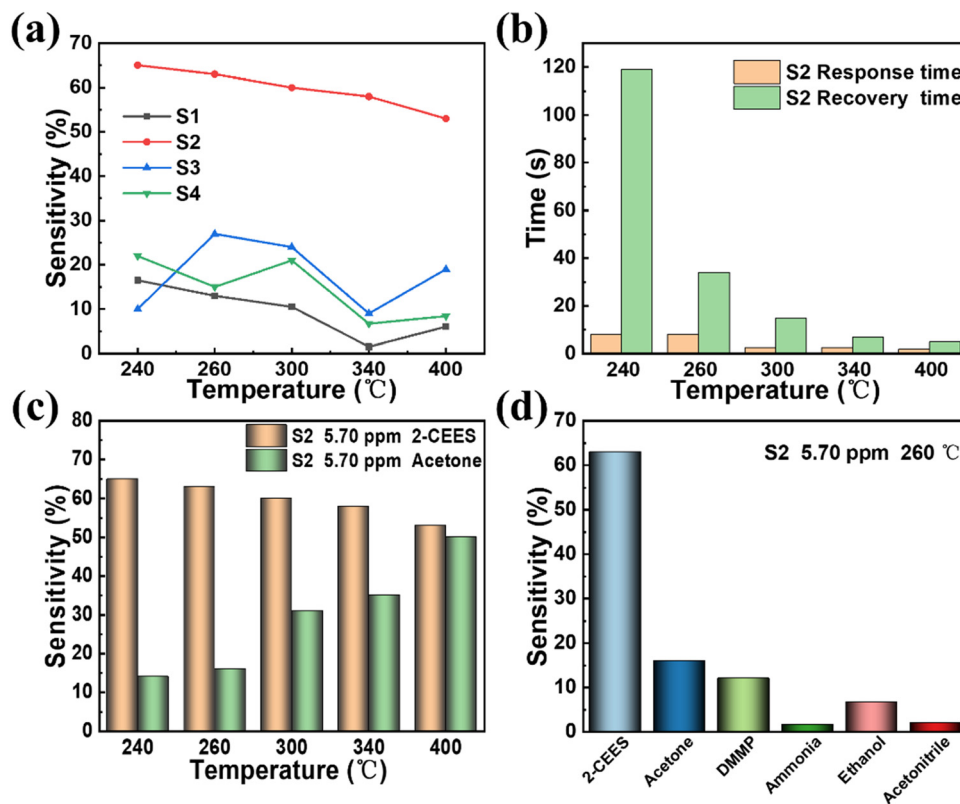 (a)
70
60
50
40
30
20
10
0
Sensitivity (%)
S1
S2
S3
S4
240 260 300 340 400
Temperature (℃)
(b)
120
100
80
60
40
20
0
Time (s)
S2 Response time
S2 Recovery time
240 260 300 340 400
Temperature (℃)
(c)
80
70
60
50
40
30
20
10
0
Sensitivity (%)
S2 5.70 ppm 2-CEES
S2 5.70 ppm Acetone
240 260 300 340 400
Temperature (℃)
(d)
70
60
50
40
30
20
10
0
Sensitivity (%)
S2 5.70 ppm 260 ℃
2-CEES
Acetone
DMMP
Ammonia
Ethanol
Acetonitrile